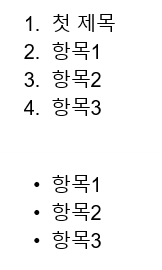 1. 첫 제목
2. 항목1
3. 항목2
4. 항목3
• 항목1
• 항목2
• 항목3